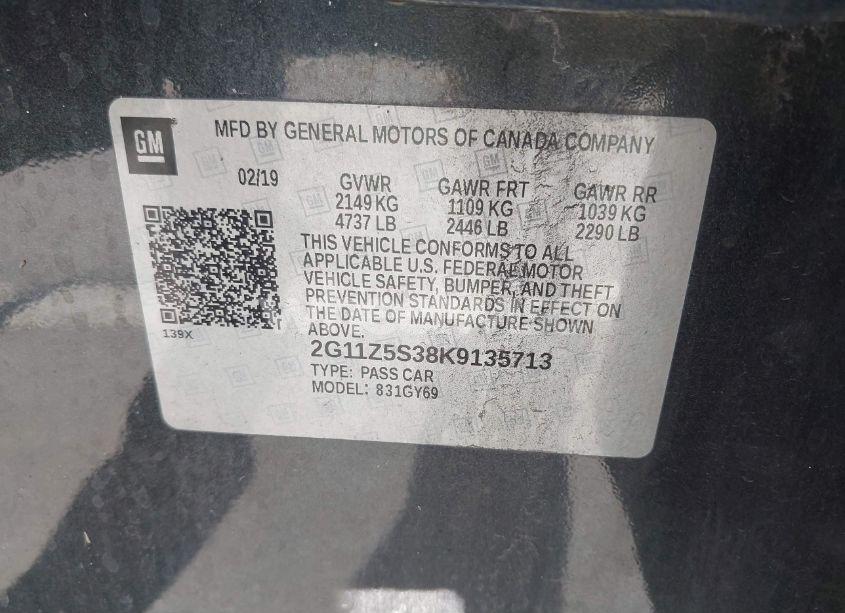 GM
MFD BY GENERAL MOTORS OF CANADA COMPANY
02/19
GVWR
2149 KG
4737 LB
GAWR FRT
1109 KG
2446 LB
GAWR RR
1039 KG
2290 LB
THIS VEHICLE CONFORMS TO ALL
APPLICABLE U.S. FEDERAL MOTOR
VEHICLE SAFETY, BUMPER, AND THEFT
PREVENTION STANDARDS IN EFFECT ON
THE DATE OF MANUFACTURE SHOWN
ABOVE.
139X
2G11Z5S38K9135713
TYPE: PASS CAR
MODEL: 831GY69